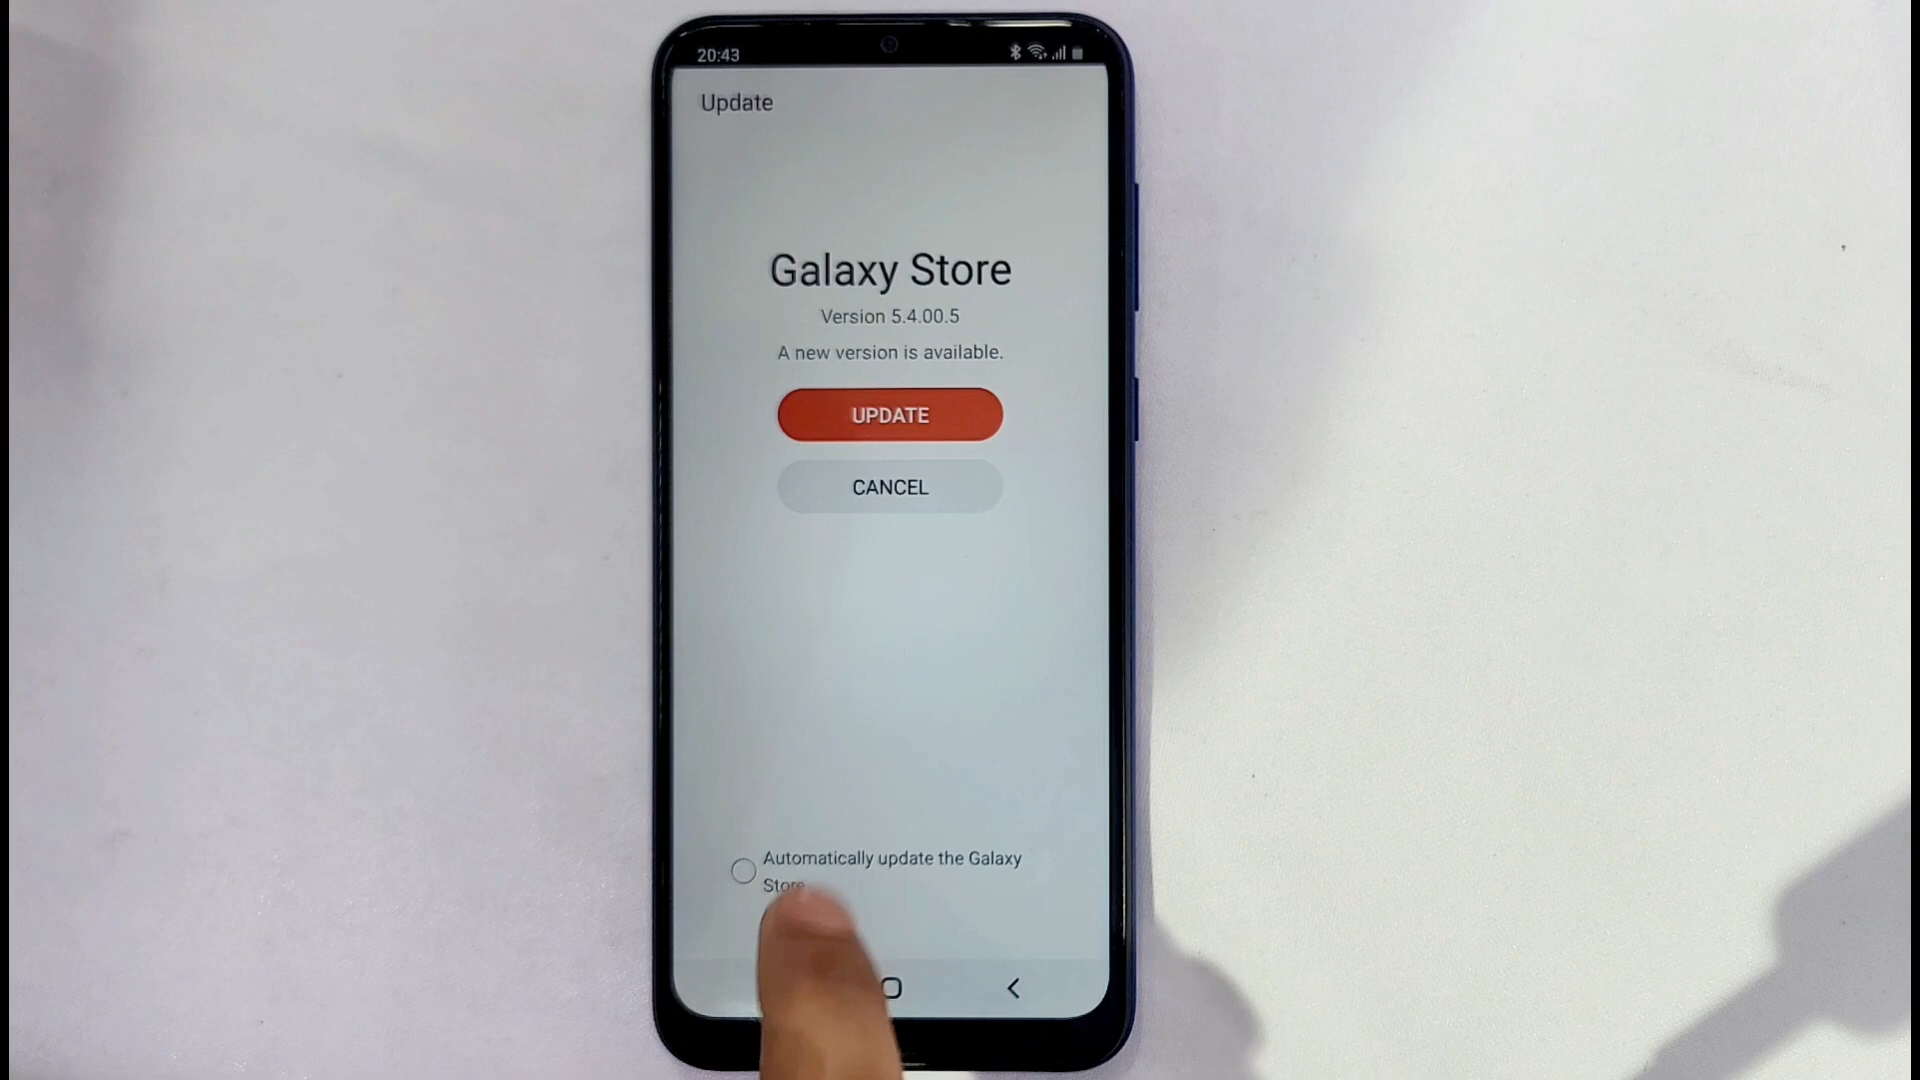 20:43
Update
Galaxy Store
Version 5.4.00.5
A new version is available.
UPDATE
CANCEL
Automatically update the Galaxy
Store